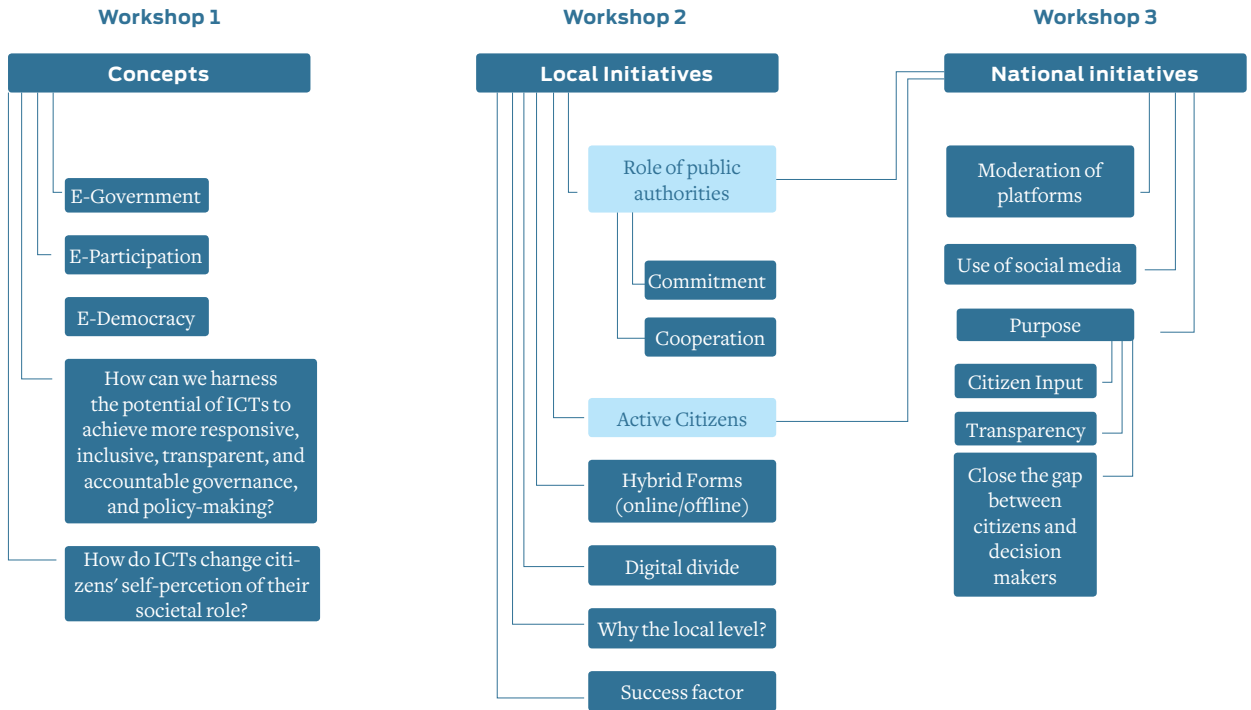 Workshop 1
Concepts
E-Government
E-Participation
E-Democracy
How can we harness
the potential of ICTs to
achieve more responsive,
inclusive, transparent, and
accountable governance,
and policy-making?
How do ICTs change citi-
zens' self-percetion of their
societal role?
Workshop 2
Local Initiatives
Role of public
authorities
Commitment
Cooperation
Active Citizens
Hybrid Forms
(online/offline)
Digital divide
Why the local level?
Success factor
Workshop 3
National initiatives
Moderation of
platforms
Use of social media
Purpose
Citizen Input
Transparency
Close the gap
between
citizens and
decision
makers